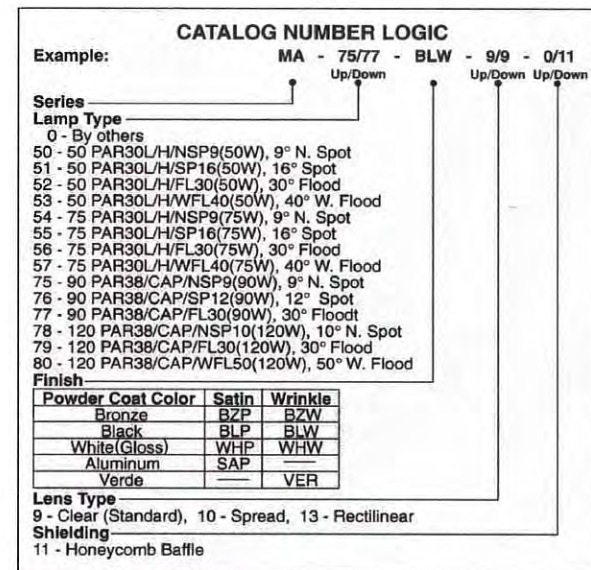 CATALOG NUMBER LOGIC
Example: MA - 75/77 - BLW - 9/9 - 0/11
Up/Down Up/Down Up/Down
Series
Lamp Type
0 - By others
50 - 50 PAR30L/H/NSP9(50W), 9° N. Spot
51 - 50 PAR30L/H/SP16(50W), 16° Spot
52 - 50 PAR30L/H/FL30(50W), 30° Flood
53 - 50 PAR30L/H/WFL40(50W), 40° W. Flood
54 - 75 PAR30L/H/NSP9(75W), 9° N. Spot
55 - 75 PAR30L/H/SP16(75W), 16° Spot
56 - 75 PAR30L/H/FL30(75W), 30° Flood
57 - 75 PAR30L/H/WFL40(75W), 40° W. Flood
75 - 90 PAR38/CAP/NSP9(90W), 9° N. Spot
76 - 90 PAR38/CAP/SP12(90W), 12° Spot
77 - 90 PAR38/CAP/FL30(90W), 30° Floodt
78 - 120 PAR38/CAP/NSP10(120W), 10° N. Spot
79 - 120 PAR38/CAP/FL30(120W), 30° Flood
80 - 120 PAR38/CAP/WFL50(120W), 50° W. Flood
Finish
Powder Coat Color Satin Wrinkle
Bronze BZP BZW
Black BLP BLW
White(Gloss) WHP WHW
Aluminum SAP —
Verde — VER
Lens Type
9 - Clear (Standard), 10 - Spread, 13 - Rectilinear
Shielding
11 - Honeycomb Baffle